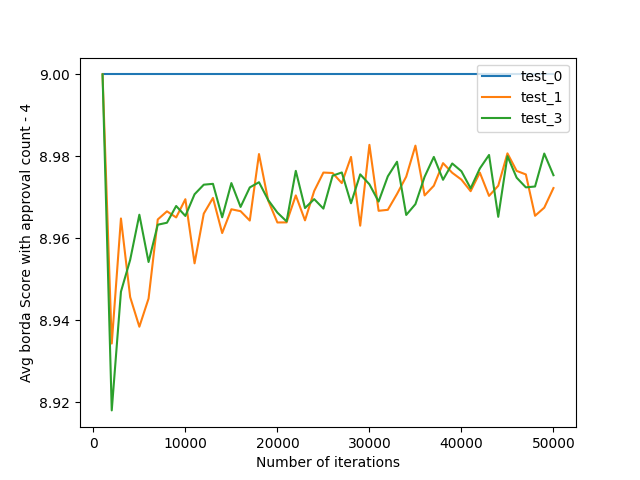 9.00
8.98
8.96
8.94
8.92
Avg borda Score with approval count - 4
0
10000
20000
30000
40000
50000
Number of iterations
test_0
test_1
test_3